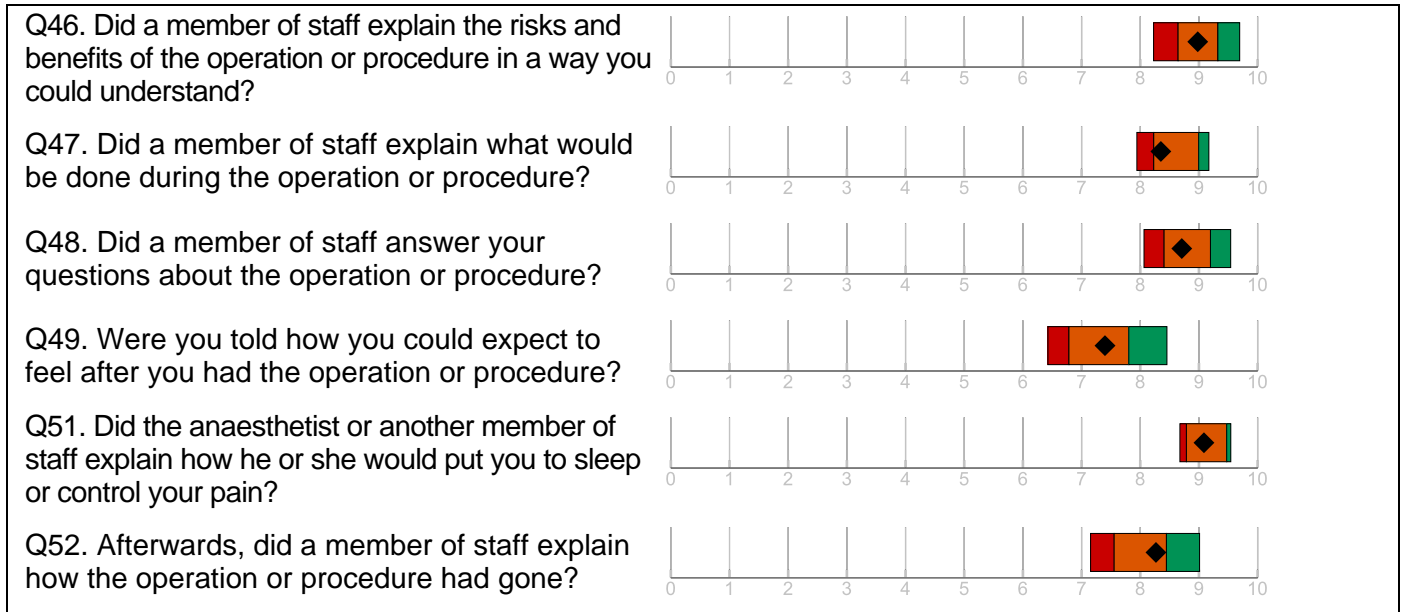 Q46. Did a member of staff explain the risks and
benefits of the operation or procedure in a way you
could understand?
0 1 2 3 4 5 6 7 8 9 10
Q47. Did a member of staff explain what would
be done during the operation or procedure?
0 1 2 3 4 5 6 7 8 9 10
Q48. Did a member of staff answer your
questions about the operation or procedure?
0 1 2 3 4 5 6 7 8 9 10
Q49. Were you told how you could expect to
feel after you had the operation or procedure?
0 1 2 3 4 5 6 7 8 9 10
Q51. Did the anaesthetist or another member of
staff explain how he or she would put you to sleep
or control your pain?
0 1 2 3 4 5 6 7 8 9 10
Q52. Afterwards, did a member of staff explain
how the operation or procedure had gone?
0 1 2 3 4 5 6 7 8 9 10